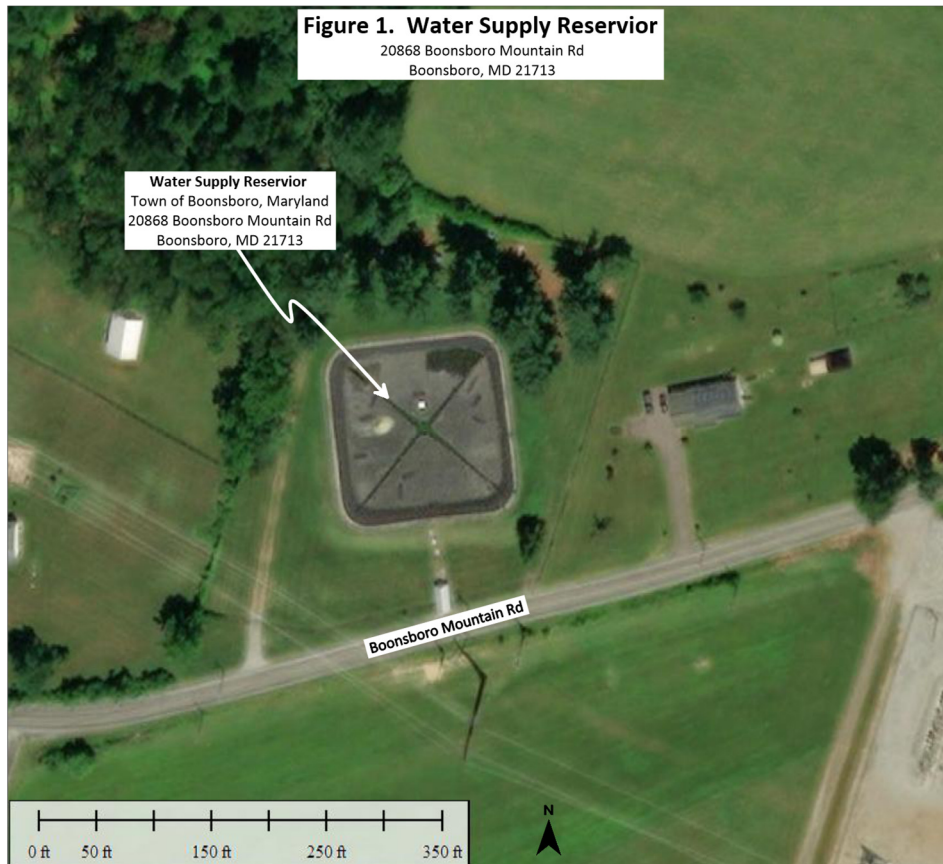 Figure 1.  Water Supply Reservior
20868 Boonsboro Mountain Rd
Boonsboro, MD 21713
Water Supply Reservior
Town of Boonsboro, Maryland
20868 Boonsboro Mountain Rd
Boonsboro, MD 21713
Boonsboro Mountain Rd
N
0 ft 50 ft 150 ft 250 ft 350 ft